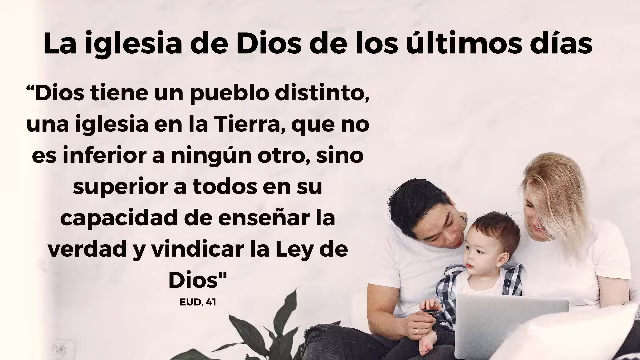 La iglesia de Dios de los últimos días
“Dios tiene un pueblo distinto,
una iglesia en la Tierra, que no
es inferior a ningún otro, sino
superior a todos en su
capacidad de enseñar la
verdad y vindicar la Ley de
Dios"
EUD, 41